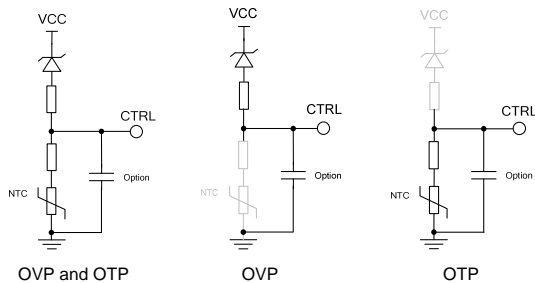 VCC
CTRL
NTC
Option
OVP and OTP
VCC
CTRL
NTC
Option
OVP
VCC
CTRL
NTC
Option
OTP